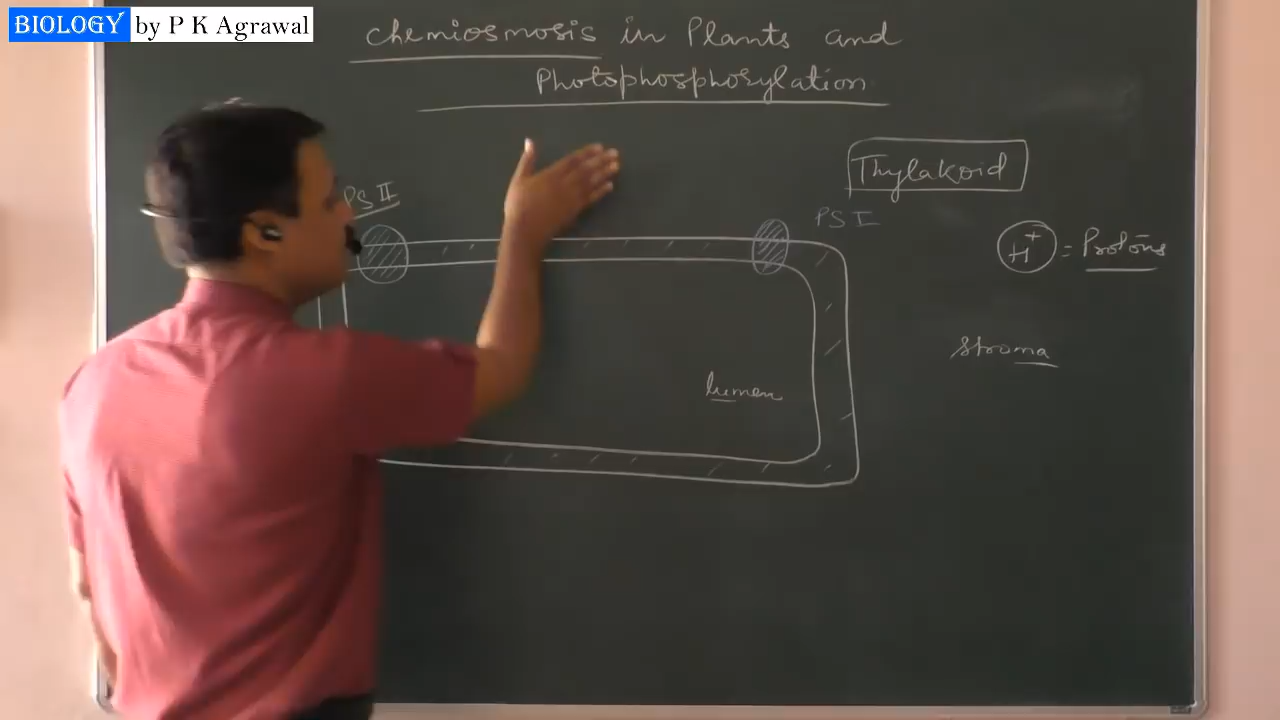 BIOLOGY by P K Agrawal
Chemiosmosis in Plants and
Photophosphorylation
Thylakoid
PS II
PS I
H+ = Protons
Stroma
lumen